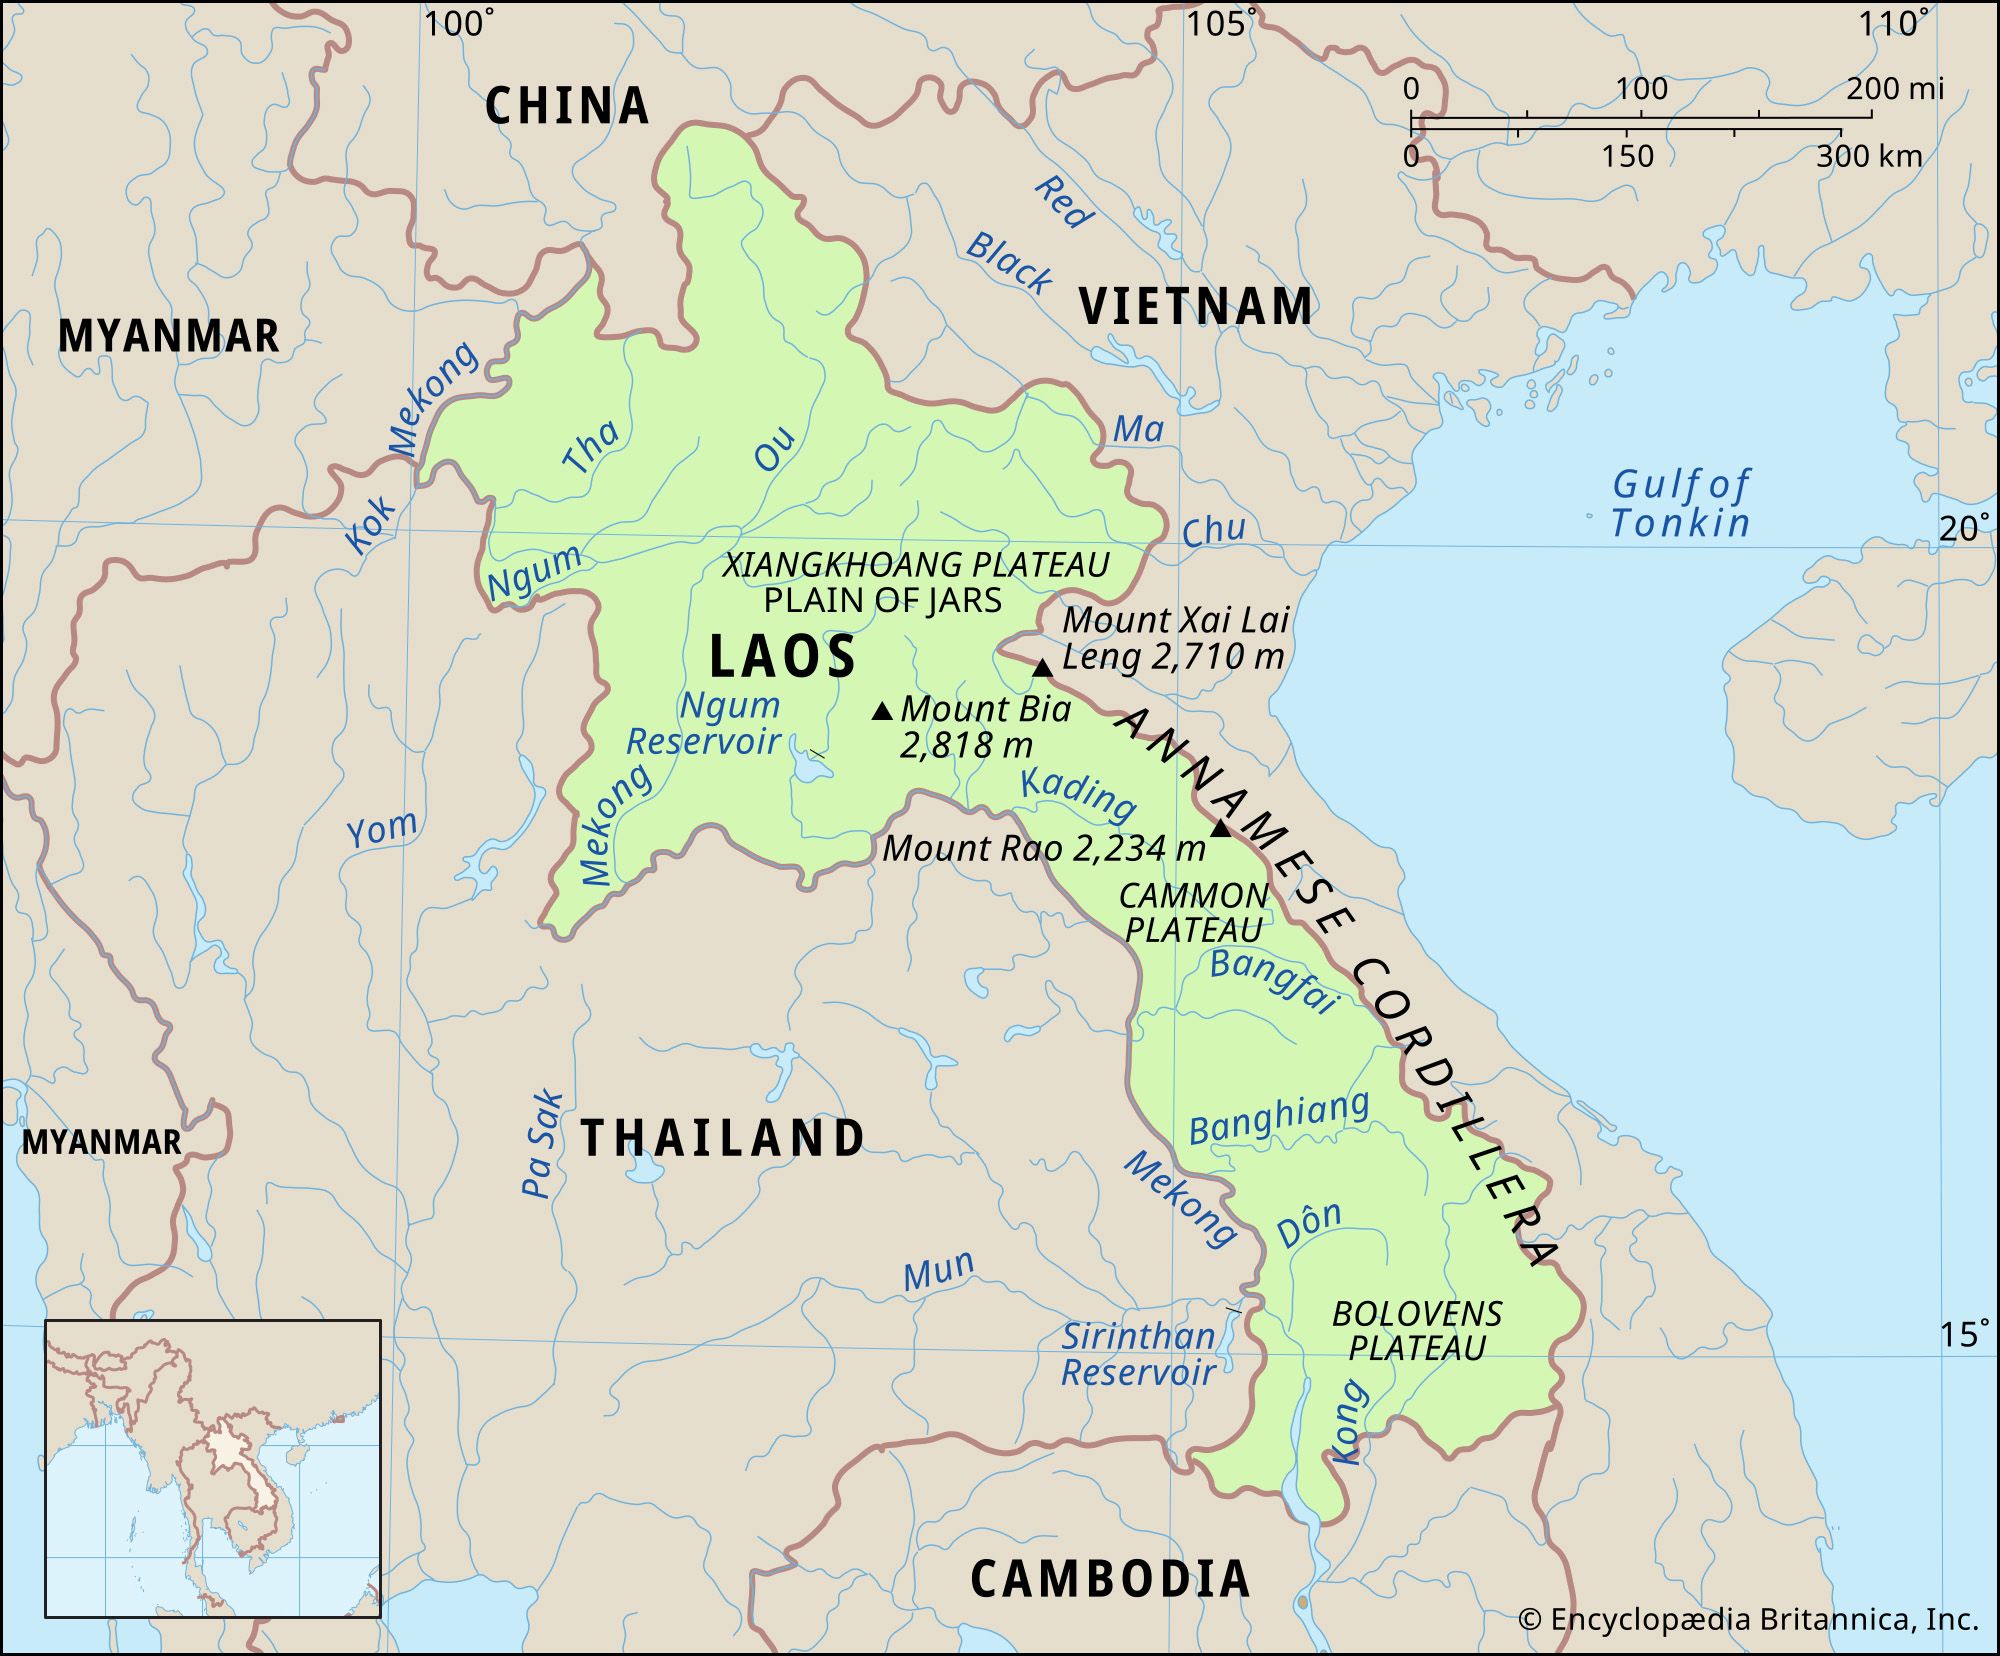 100°
105°
110°
CHINA
0 100 200 mi
0 150 300 km
Red
Black
VIETNAM
MYANMAR
Mekong
Tha
Ou
Ma
Gulf of
Tonkin
Kok
Chu
20°
Ngum
XIANGKHOANG PLATEAU
PLAIN OF JARS
Mount Xai Lai
Leng 2,710 m
LAOS
Ngum
Reservoir
Mount Bia
2,818 m
ANNAMESE CORDILLERA
Mekong
Kading
Yom
Mount Rao 2,234 m
CAMMON
PLATEAU
Bangfai
Pa Sak
THAILAND
MYANMAR
Banghiang
Mekong
Dôn
Mun
BOLOVENS
PLATEAU
Sirinthan
Reservoir
15°
Kong
CAMBODIA
© Encyclopædia Britannica, Inc.